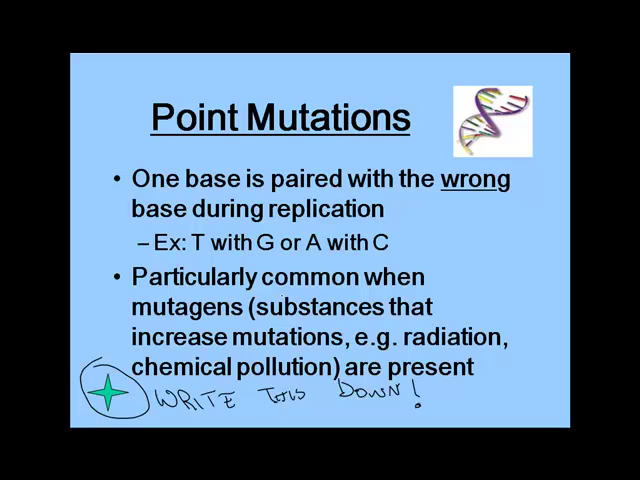 Point Mutations
• One base is paired with the wrong
base during replication
– Ex: T with G or A with C
• Particularly common when
mutagens (substances that
increase mutations, e.g. radiation,
chemical pollution) are present
WRITE THIS DOWN!